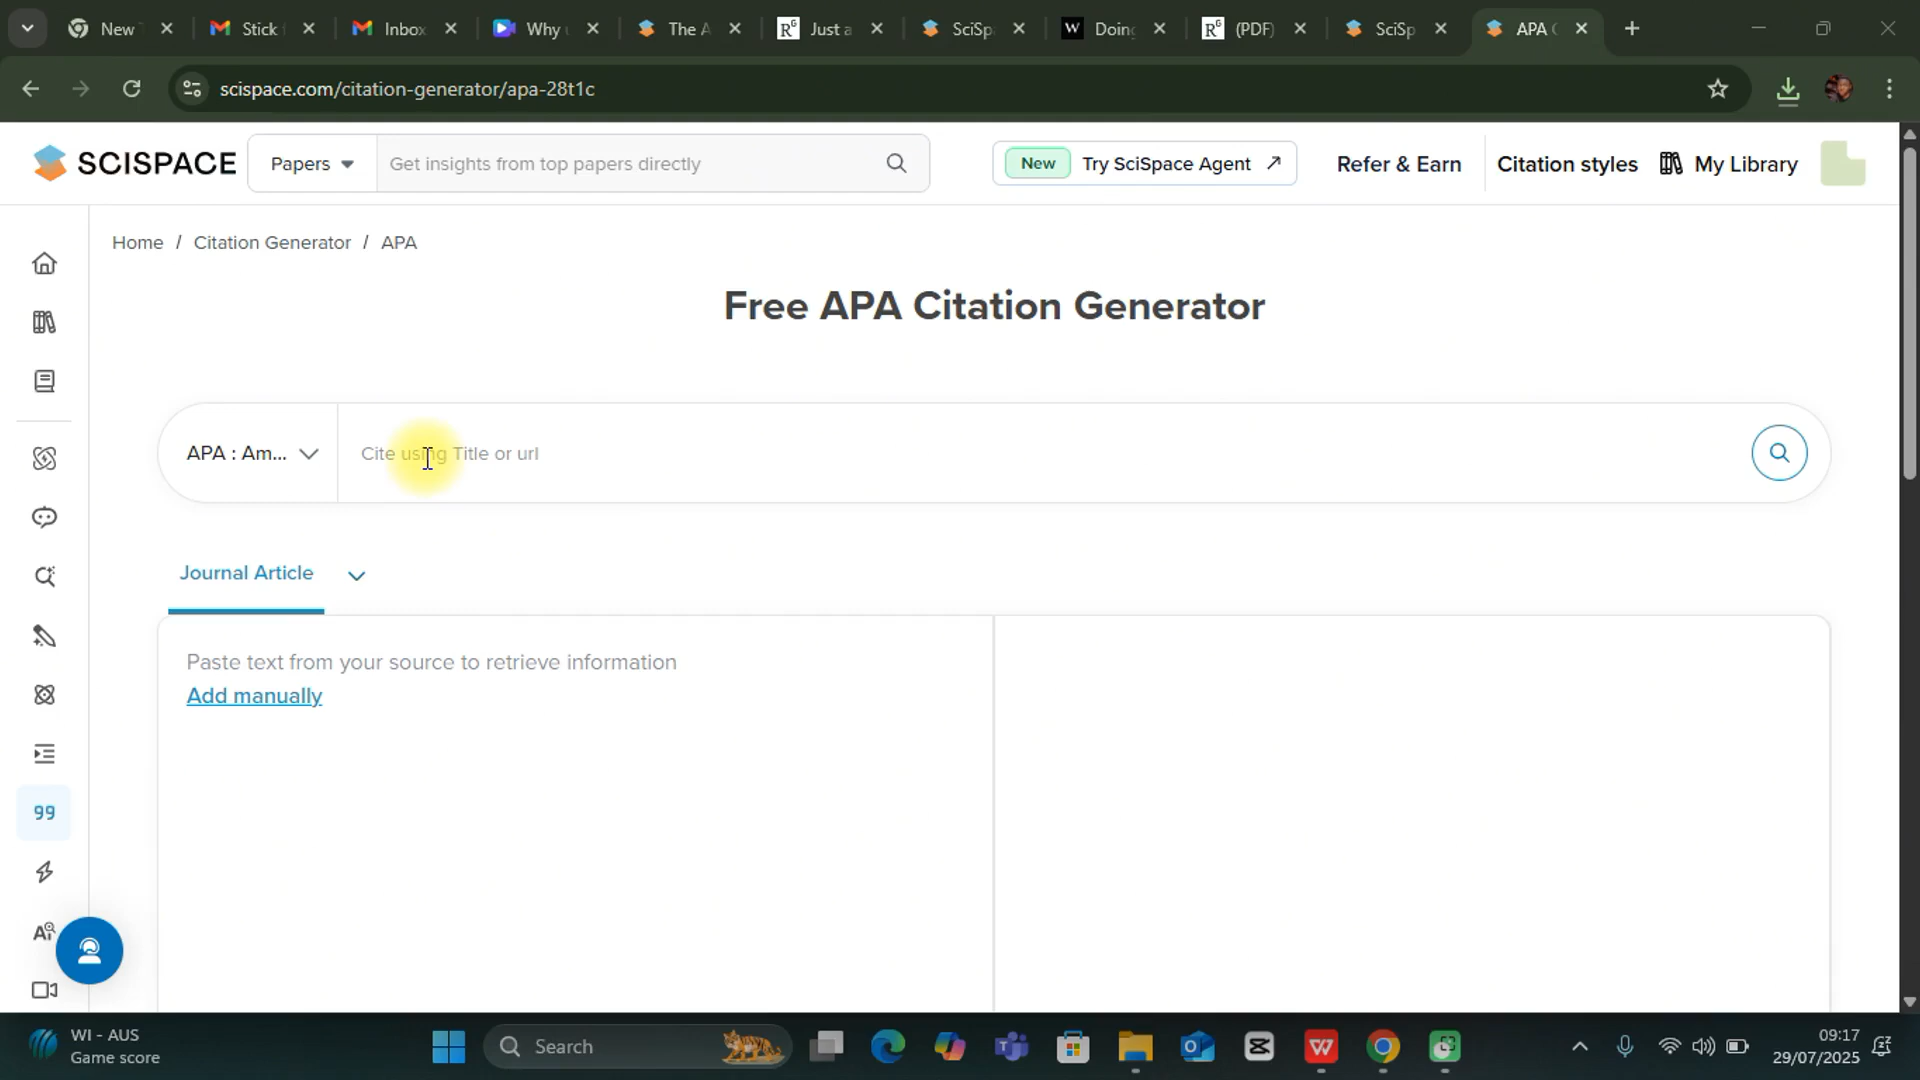 New
Stick
Inbox
Why
The A
Just a
SciSp
Doing
(PDF)
SciSp
APA
scispace.com/citation-generator/apa-28t1c
SCISPACE
Papers
Get insights from top papers directly
New
Try SciSpace Agent
Refer & Earn
Citation styles
My Library
Home / Citation Generator / APA
Free APA Citation Generator
APA : Am...
Cite using Title or url
Journal Article
Paste text from your source to retrieve information
Add manually
WI - AUS
Game score
Search
09:17
29/07/2025